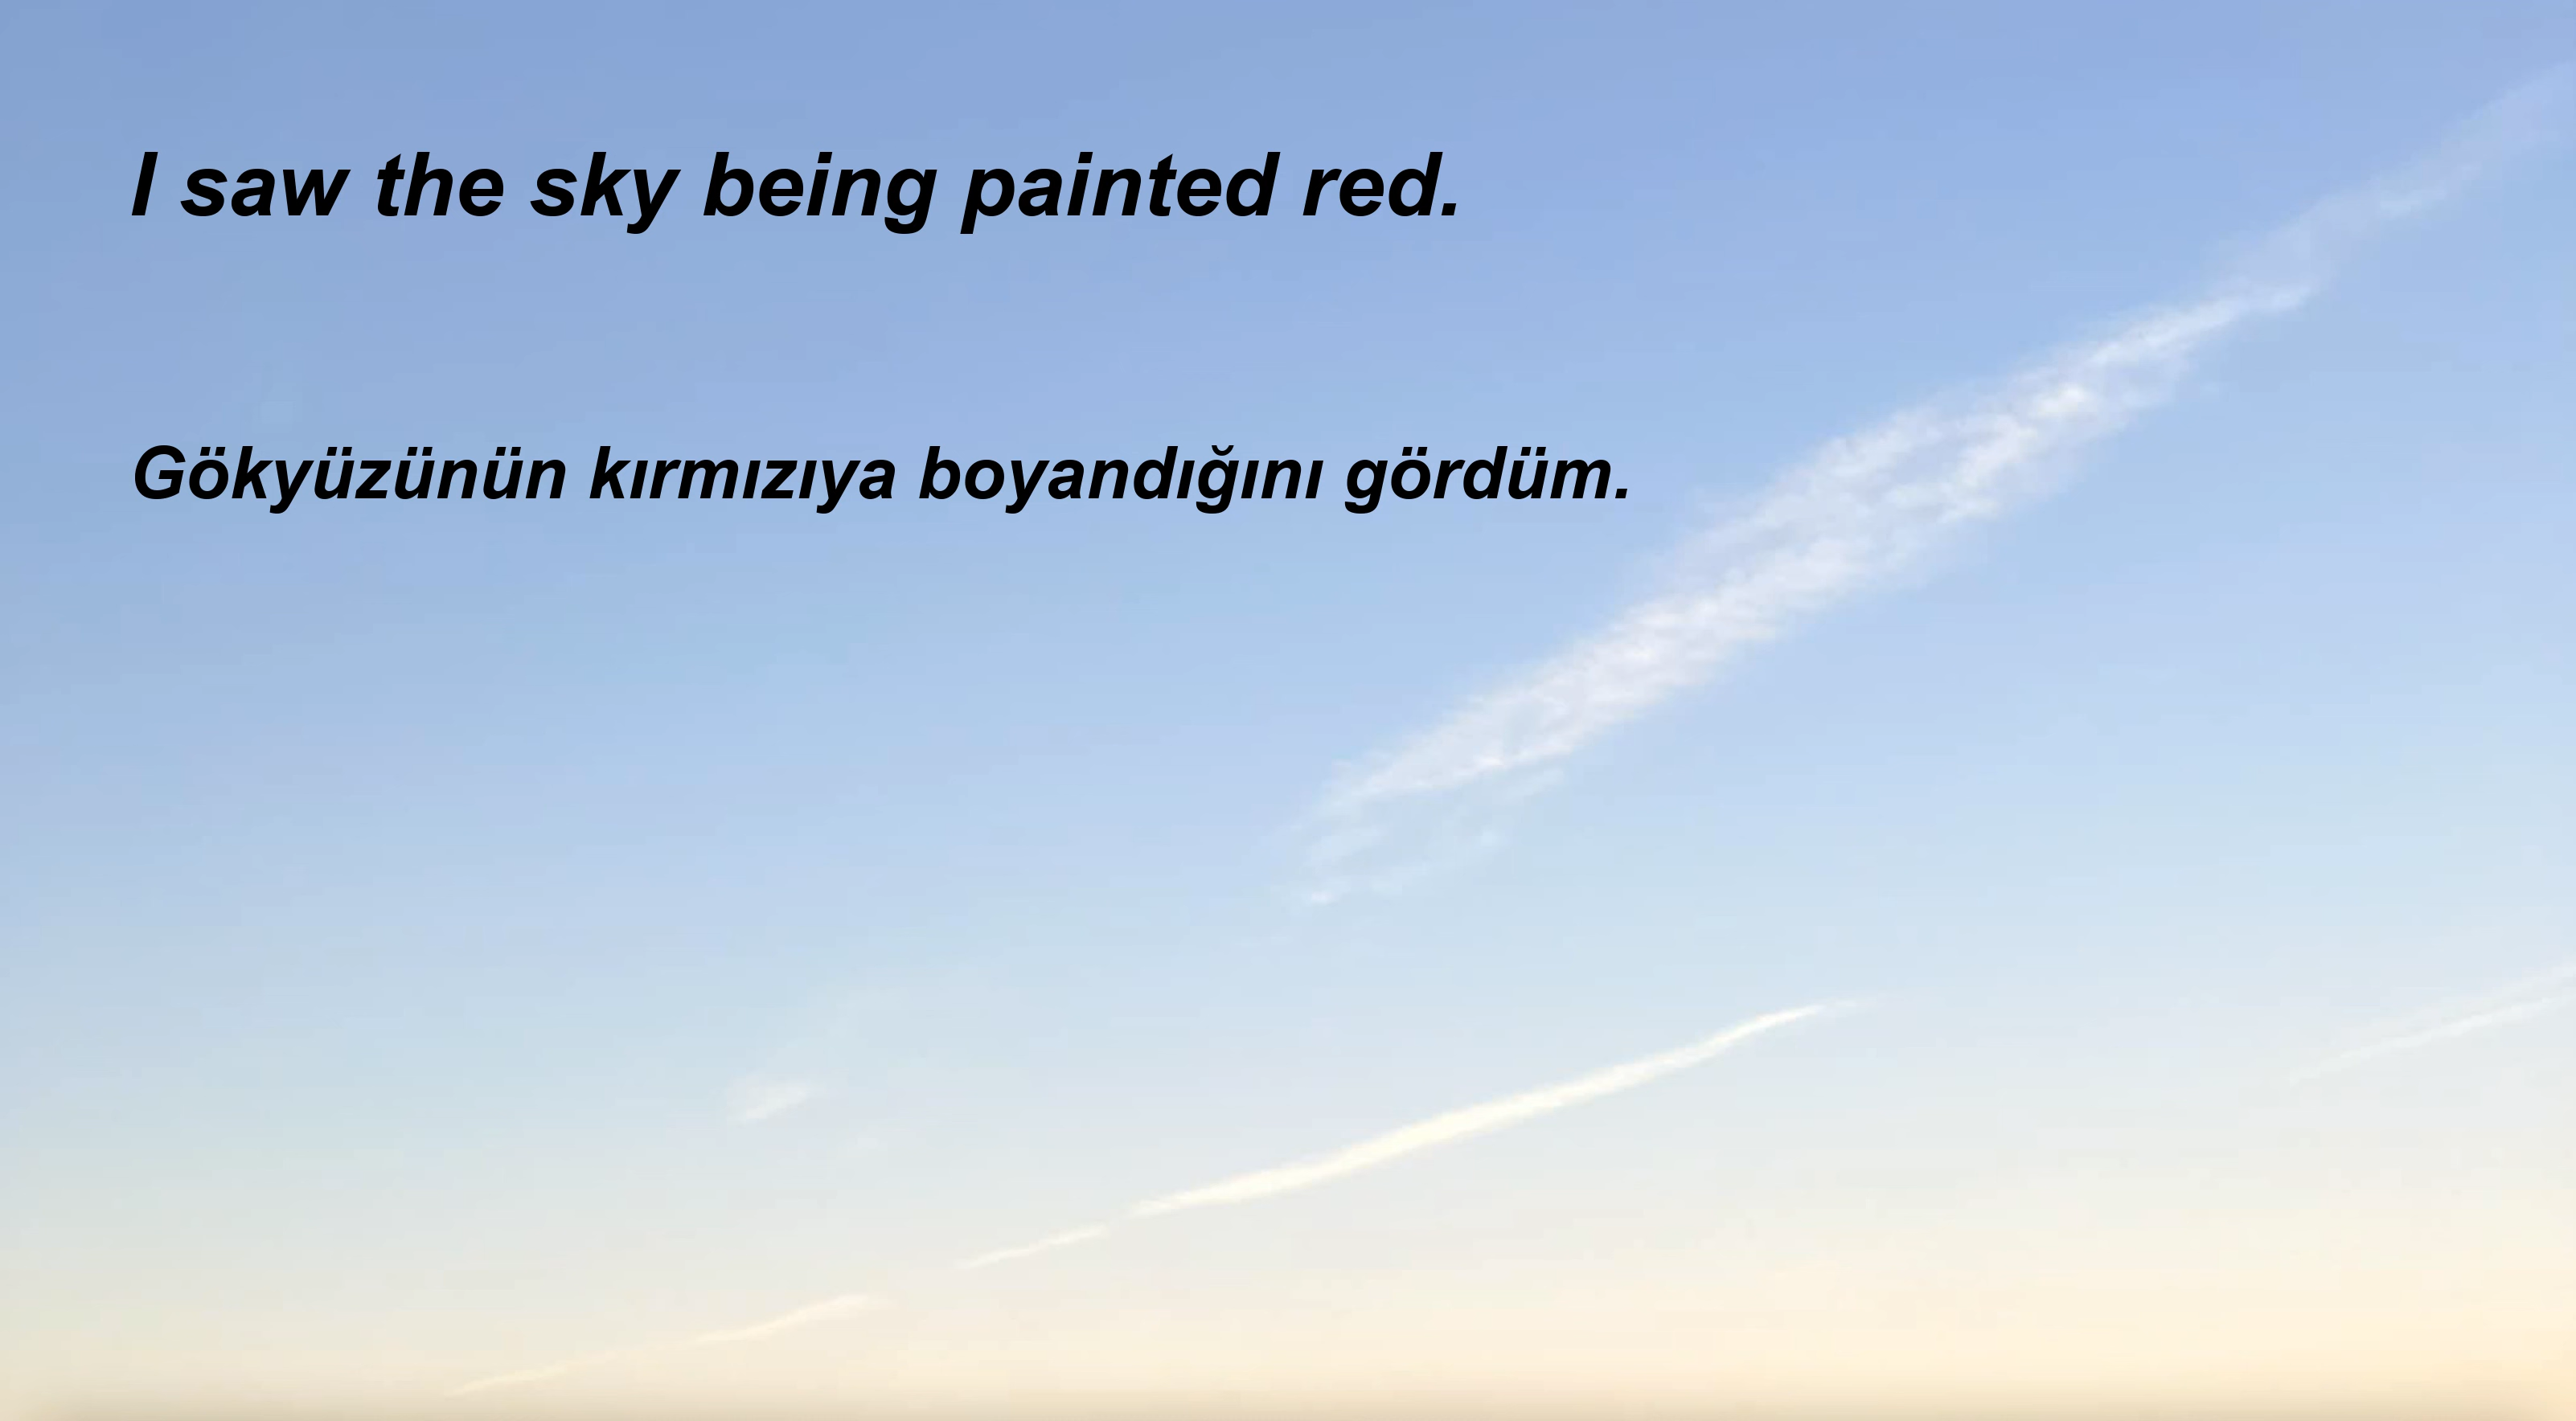 I saw the sky being painted red.
Gökyüzünün kırmızıya boyandığını gördüm.